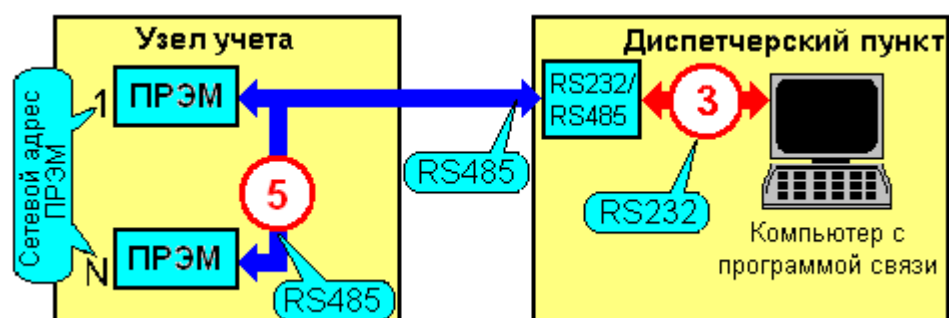 Узел учета
Диспетчерский пункт
Сетевой адрес
ПРЭМ
1
ПРЭМ
RS232/
RS485
3
RS485
5
RS232
N
ПРЭМ
RS485
Компьютер с
программой связи